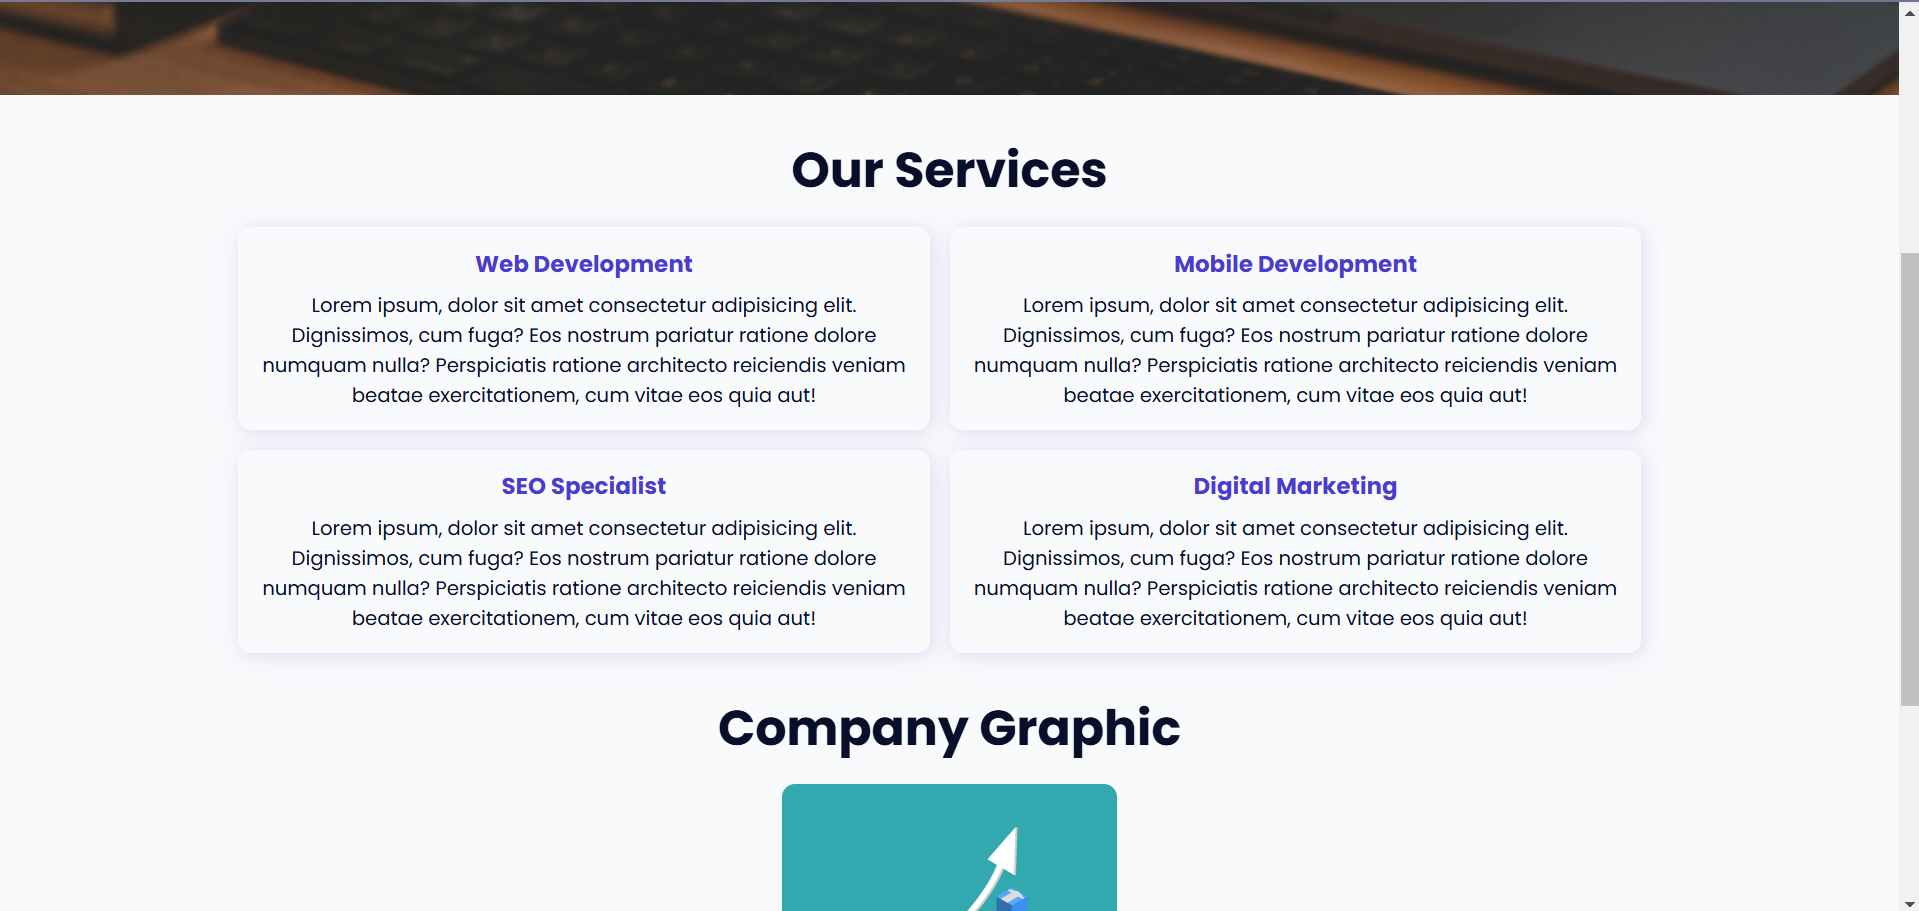 Our Services
Web Development
Lorem ipsum, dolor sit amet consectetur adipisicing elit.
Dignissimos, cum fuga? Eos nostrum pariatur ratione dolore
numquam nulla? Perspiciatis ratione architecto reiciendis veniam
beatae exercitationem, cum vitae eos quia aut!
Mobile Development
Lorem ipsum, dolor sit amet consectetur adipisicing elit.
Dignissimos, cum fuga? Eos nostrum pariatur ratione dolore
numquam nulla? Perspiciatis ratione architecto reiciendis veniam
beatae exercitationem, cum vitae eos quia aut!
SEO Specialist
Lorem ipsum, dolor sit amet consectetur adipisicing elit.
Dignissimos, cum fuga? Eos nostrum pariatur ratione dolore
numquam nulla? Perspiciatis ratione architecto reiciendis veniam
beatae exercitationem, cum vitae eos quia aut!
Digital Marketing
Lorem ipsum, dolor sit amet consectetur adipisicing elit.
Dignissimos, cum fuga? Eos nostrum pariatur ratione dolore
numquam nulla? Perspiciatis ratione architecto reiciendis veniam
beatae exercitationem, cum vitae eos quia aut!
Company Graphic